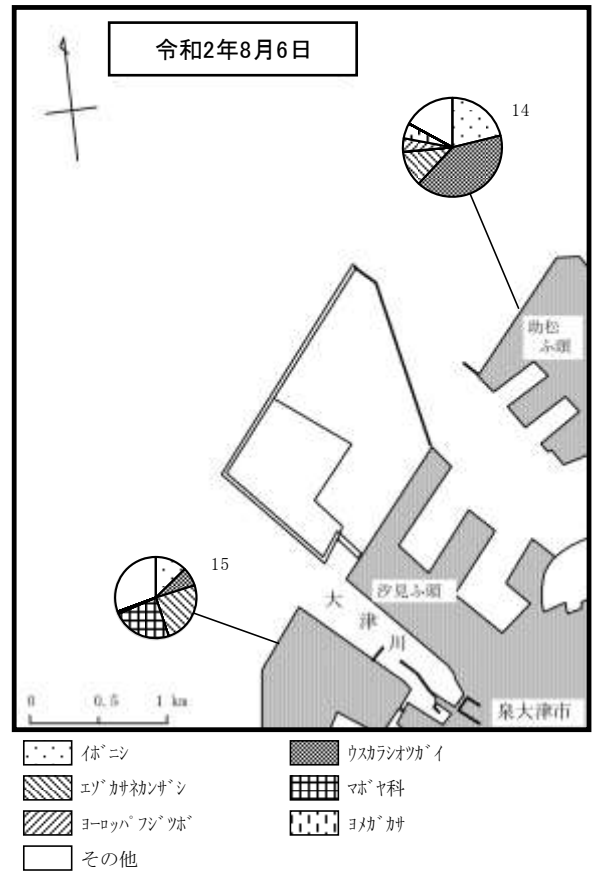 令和2年8月6日
14
助松
ふ頭
15
汐見ふ頭
大津川
0 0.5 1 km
泉大津市
ｲﾎﾞﾆｼ
ｳｽｶﾗｼｵﾂｶﾞｲ
ｴｿﾞｶｻﾈｶﾝｻﾞｼ
ﾏﾎﾞﾔ科
ﾖｰﾛｯﾊﾟﾌｼﾞﾂﾎﾞ
ﾖﾒｶﾞｶｻ
その他